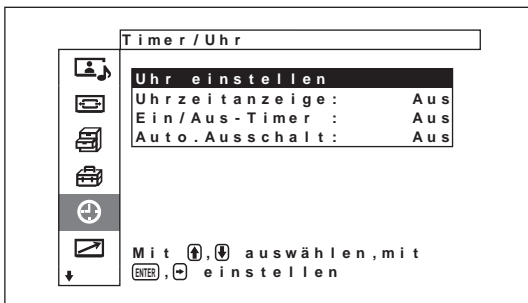 Timer/Uhr
Uhr einstellen
Uhrzeitanzeige: Aus
Ein/Aus-Timer : Aus
Auto.Ausschalt: Aus
Mit ⬆,⬇ auswählen,mit
ENTER,➡ einstellen